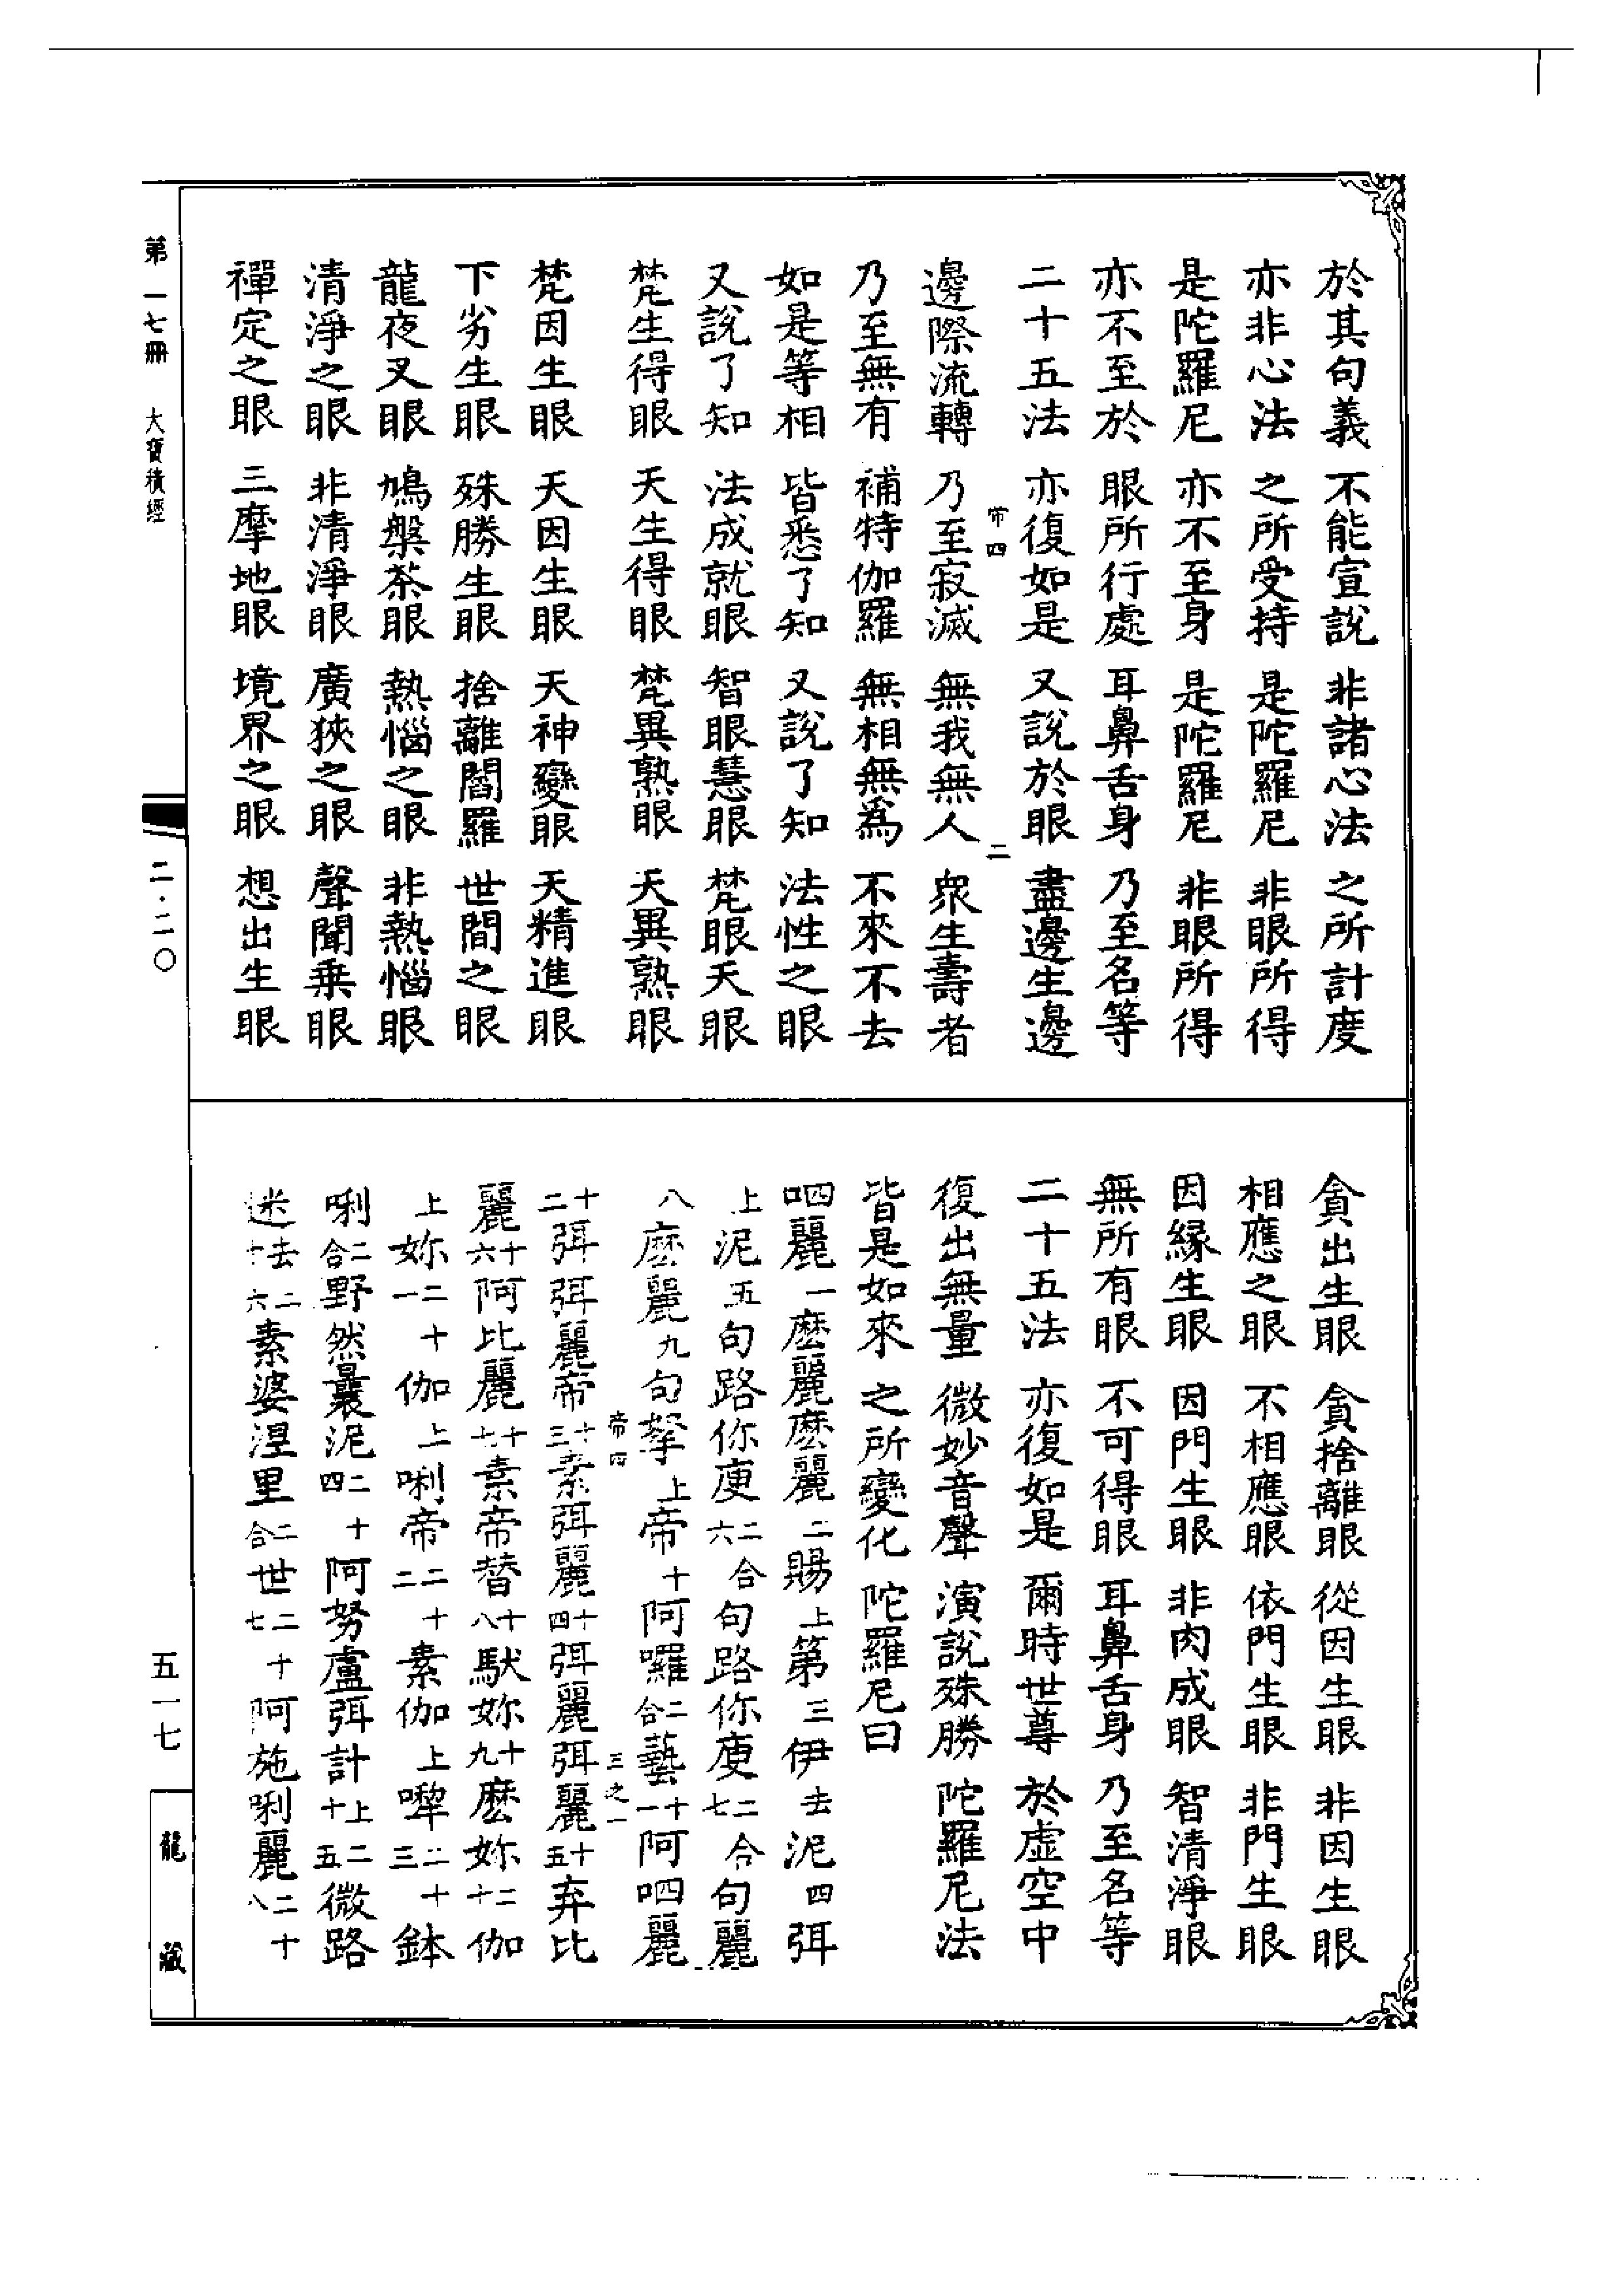 於其句義　不能宣說　非諸心法　之所計度
亦非心法　之所受持　是陀羅尼　非眼所得
是陀羅尼　亦不至身　是陀羅尼　非眼所得
亦不至於　眼所行處　耳鼻舌身　乃至名等
二十五法　亦復如是　又說於眼　盡邊生邊
帝四　二
邊際流轉　乃至寂滅　無我無人　衆生壽者
乃至無有　補特伽羅　無相無爲　不來不去
如是等相　皆悉了知　又說了知　法性之眼
又說了知　法成就眼　智眼慧眼　梵眼天眼
梵生得眼　天生得眼　梵異熟眼　天異熟眼
梵因生眼　天因生眼　天神變眼　天精進眼
下劣生眼　殊勝生眼　捨離閻羅　世間之眼
龍夜叉眼　鳩槃茶眼　熱惱之眼　非熱惱眼
清淨之眼　非清淨眼　廣狹之眼　聲聞乗眼
禪定之眼　三摩地眼　境界之眼　想出生眼
第一七冊　大寶積經　二·二〇　五一七　龍藏
貪出生眼　貪捨離眼　從因生眼　非因生眼
相應之眼　不相應眼　依門生眼　非門生眼
因緣生眼　因門生眼　非肉成眼　智清淨眼
無所有眼　不可得眼　耳鼻舌身　乃至名等
二十五法　亦復如是　爾時世尊　於虛空中
復出無量　微妙音聲　演說殊勝　陀羅尼法
皆是如來　之所變化　陀羅尼曰
呬麗一麽麗麽麗二賜上第三伊去泥四弭
上泥五句路你庾二合六句路你庾二合七句麗
八麽麗九句拏上帝十阿囉二合藝十一阿呬麗
帝四　三之一
十二弭弭麗帝十三素弭麗十四弭麗弭麗十五弃比
麗十六阿比麗十七素帝替十八馱妳十九麽妳二十伽
上妳二十一伽上唎帝二十二素伽上㗚二十三鉢
唎二合野然曩泥二十四阿努盧弭計上二十五微路
迷去二十六素婆涅里二合世二十七阿施唎麗二十八